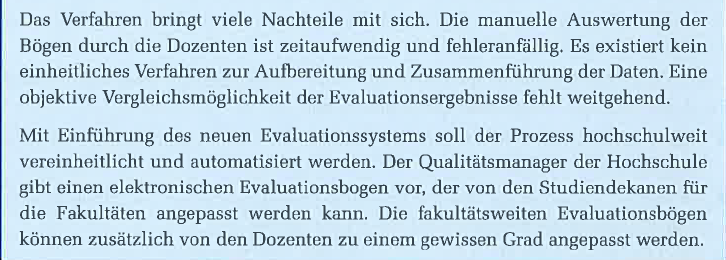 Das Verfahren bringt viele Nachteile mit sich. Die manuelle Auswertung der
Bögen durch die Dozenten ist zeitaufwendig und fehleranfällig. Es existiert kein
einheitliches Verfahren zur Aufbereitung und Zusammenführung der Daten. Eine
objektive Vergleichsmöglichkeit der Evaluationsergebnisse fehlt weitgehend.
Mit Einführung des neuen Evaluationssystems soll der Prozess hochschulweit
vereinheitlicht und automatisiert werden. Der Qualitätsmanager der Hochschule
gibt einen elektronischen Evaluationsbogen vor, der von den Studiendekanen für
die Fakultäten angepasst werden kann. Die fakultätsweiten Evaluationsbögen
können zusätzlich von den Dozenten zu einem gewissen Grad angepasst werden.